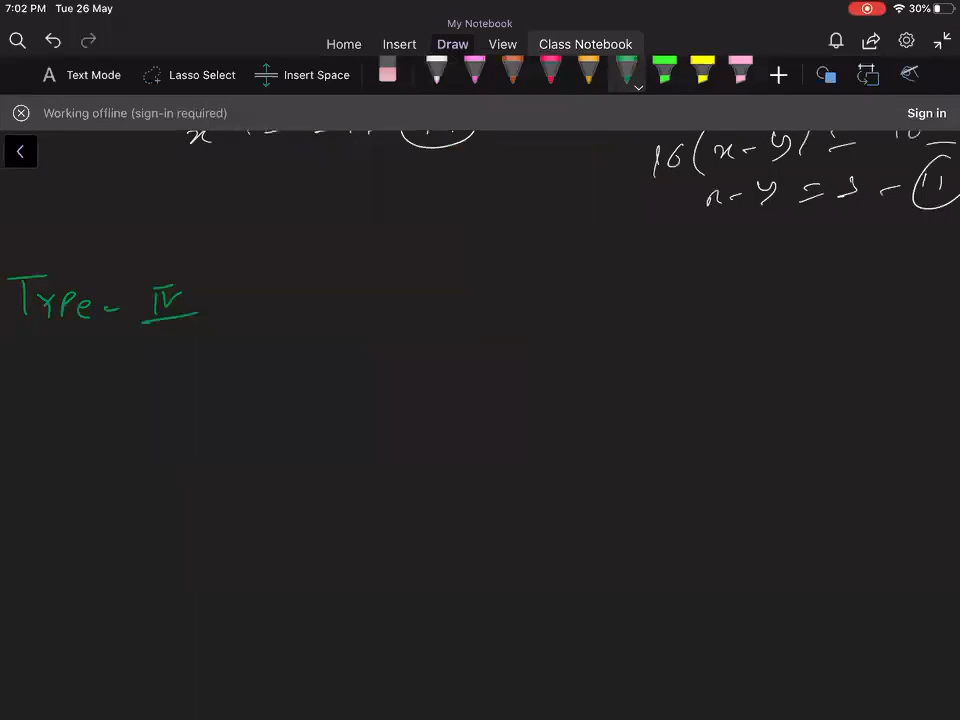 7:02 PM Tue 26 May 30%
My Notebook
Home Insert Draw View Class Notebook
Text Mode Lasso Select Insert Space
Working offline (sign-in required) Sign in
16(x-y)=
x-y=3-(11
Type- IV